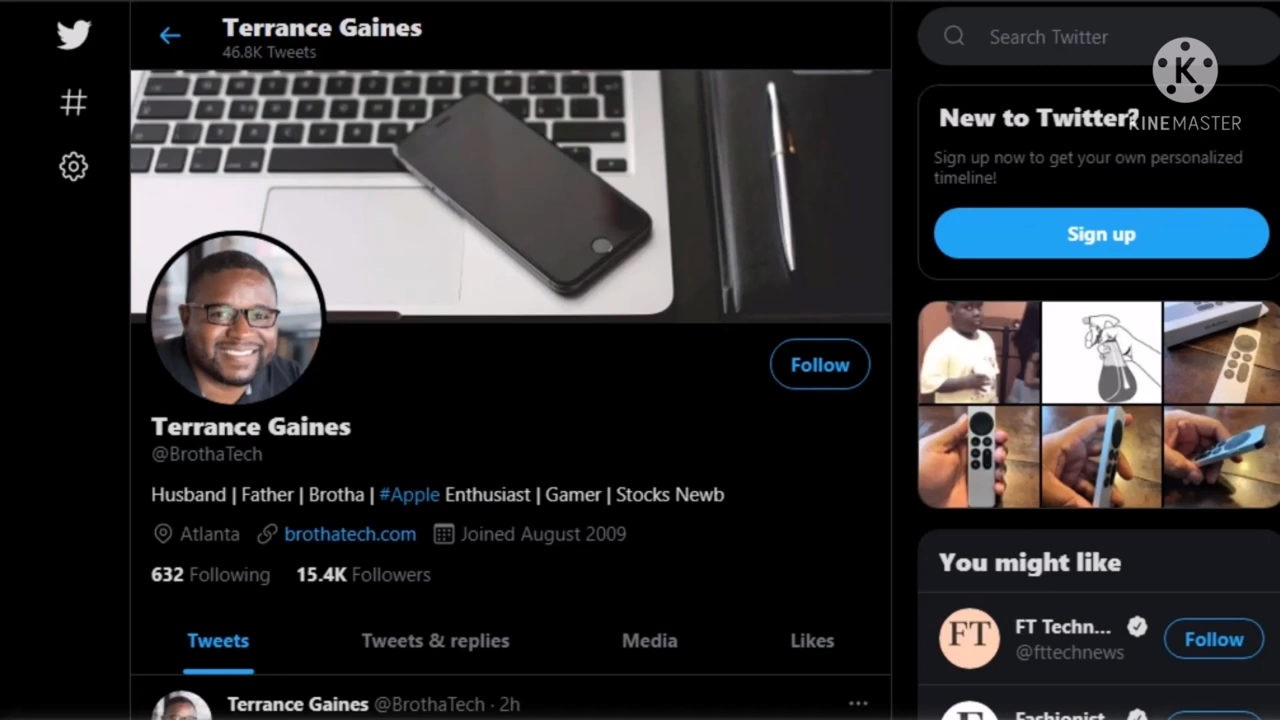 Terrance Gaines
46.8K Tweets
Terrance Gaines
@BrothaTech
Follow
Husband | Father | Brotha | #Apple Enthusiast | Gamer | Stocks Newb
Atlanta brothatech.com Joined August 2009
632 Following 15.4K Followers
Tweets Tweets & replies Media Likes
Terrance Gaines @BrothaTech · 2h
Search Twitter
K
KINEMASTER
New to Twitter?
Sign up now to get your own personalized
timeline!
Sign up
You might like
FT
FT Techn...
@fttechnews
Follow
Fashionist